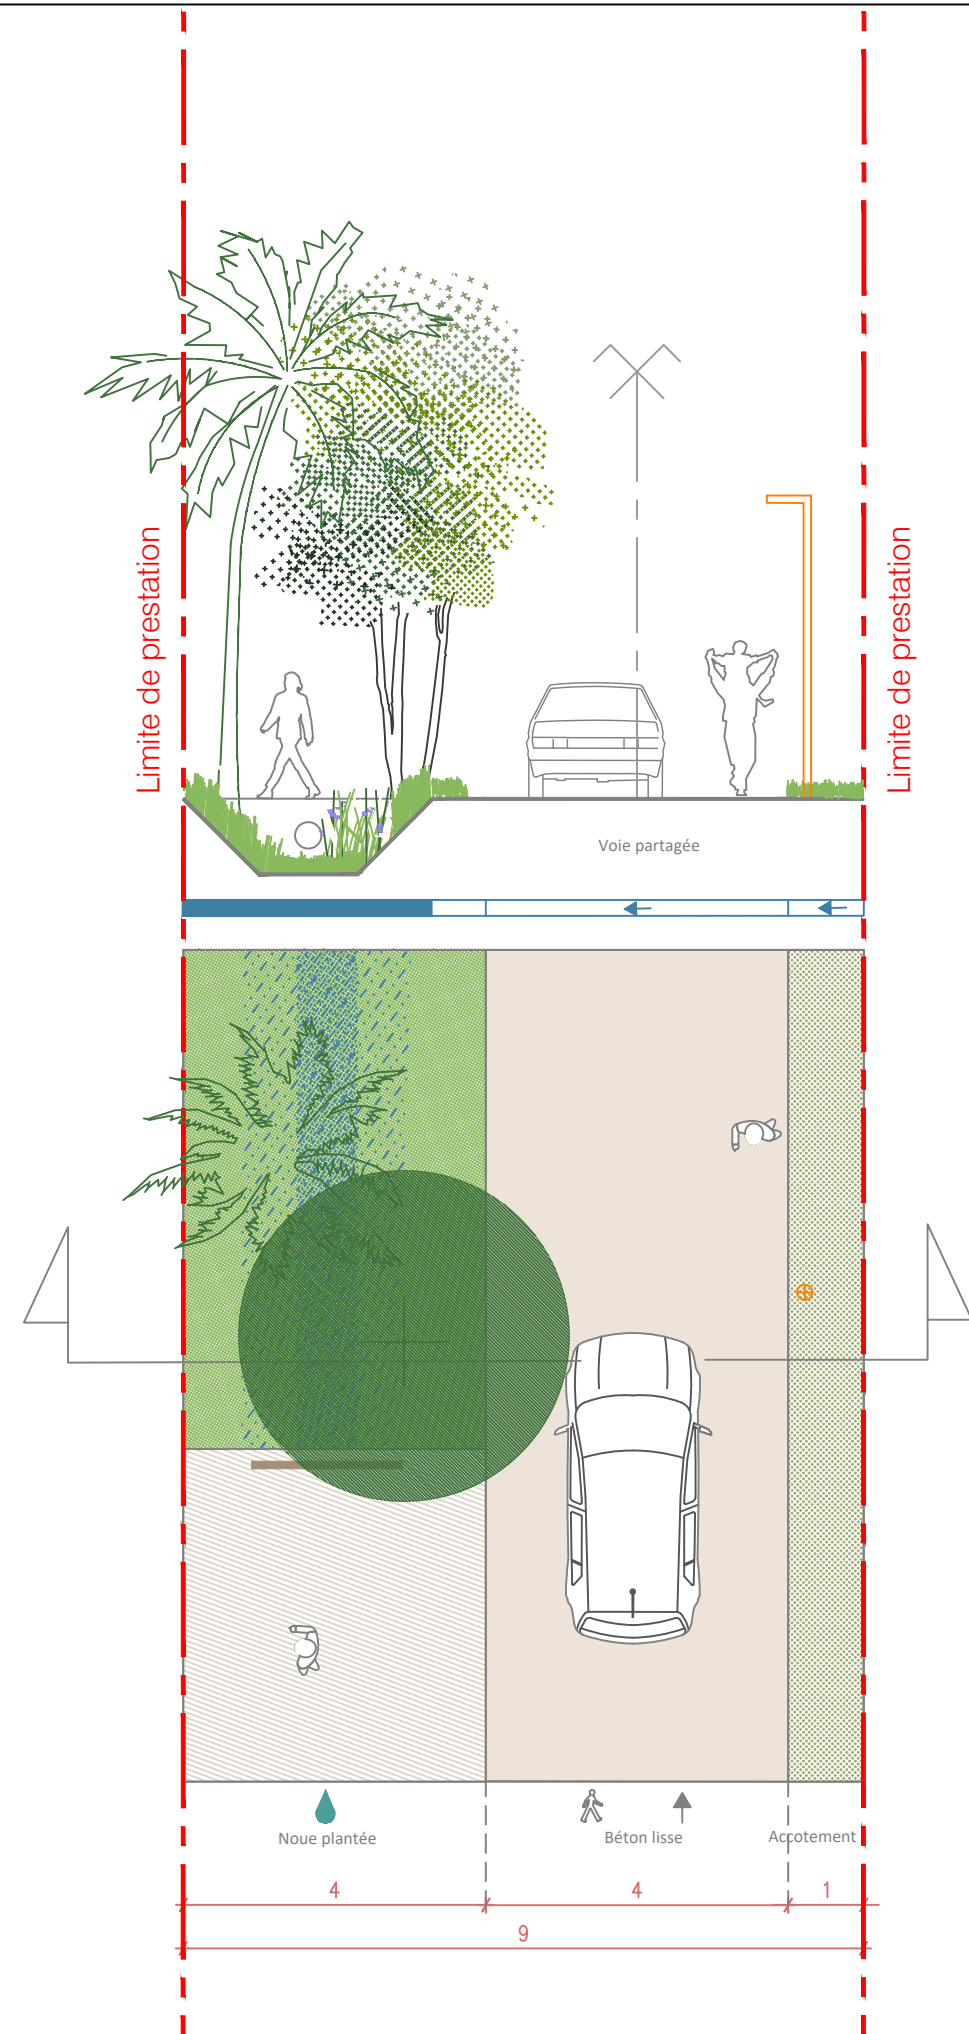 Limite de prestation
Limite de prestation
Voie partagée
Noue plantée
Béton lisse
Accotement
4
4
1
9